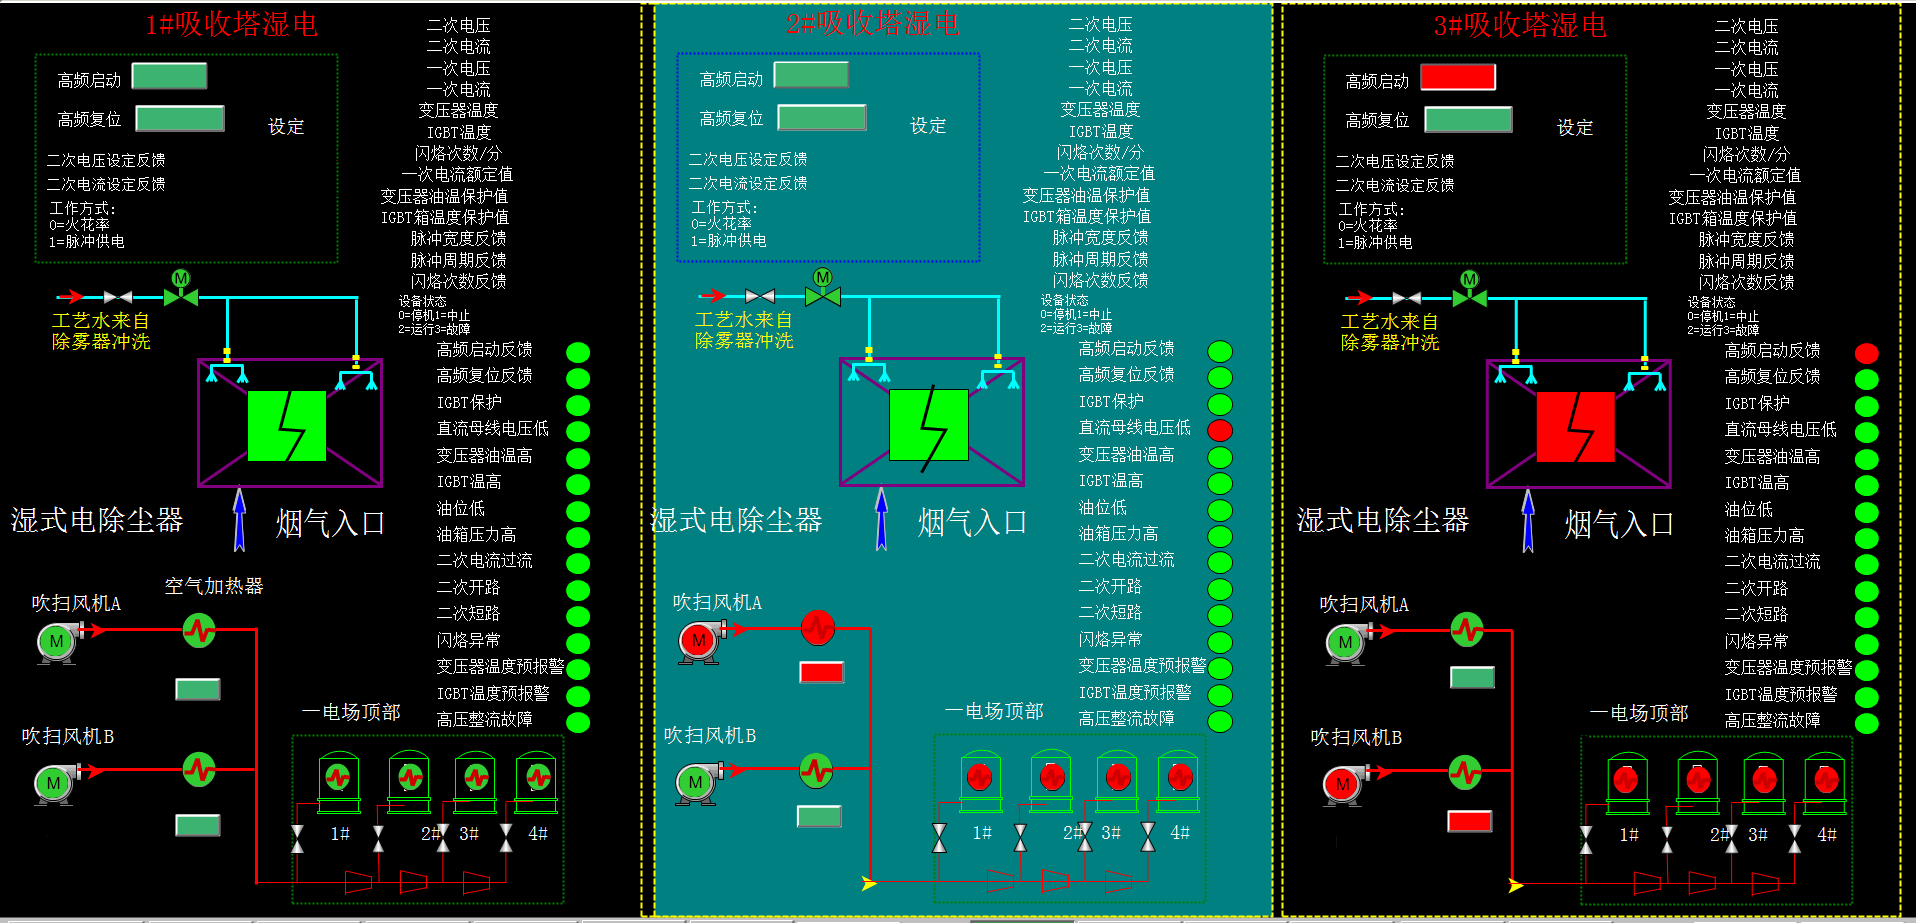 1#吸收塔湿电
高频启动
高频复位
设定
二次电压设定反馈
二次电流设定反馈
工作方式:
0=火花率
1=脉冲供电
二次电压
二次电流
一次电压
一次电流
变压器温度
IGBT温度
闪烙次数/分
一次电流额定值
变压器油温保护值
IGBT箱温度保护值
脉冲宽度反馈
脉冲周期反馈
闪烙次数反馈
设备状态
0=停机1=中止
2=运行3=故障
M
工艺水来自
除雾器冲洗
高频启动反馈
高频复位反馈
IGBT保护
直流母线电压低
变压器油温高
IGBT温高
油位低
油箱压力高
二次电流过流
二次开路
二次短路
闪烙异常
变压器温度预报警
IGBT温度预报警
高压整流故障
湿式电除尘器
烟气入口
空气加热器
吹扫风机A
M
吹扫风机B
M
一电场顶部
1#
2#
3#
4#
2#吸收塔湿电
高频启动
高频复位
设定
二次电压设定反馈
二次电流设定反馈
工作方式:
0=火花率
1=脉冲供电
二次电压
二次电流
一次电压
一次电流
变压器温度
IGBT温度
闪烙次数/分
一次电流额定值
变压器油温保护值
IGBT箱温度保护值
脉冲宽度反馈
脉冲周期反馈
闪烙次数反馈
设备状态
0=停机1=中止
2=运行3=故障
M
工艺水来自
除雾器冲洗
高频启动反馈
高频复位反馈
IGBT保护
直流母线电压低
变压器油温高
IGBT温高
油位低
油箱压力高
二次电流过流
二次开路
二次短路
闪烙异常
变压器温度预报警
IGBT温度预报警
高压整流故障
湿式电除尘器
烟气入口
吹扫风机A
M
吹扫风机B
M
一电场顶部
1#
2#
3#
4#
3#吸收塔湿电
高频启动
高频复位
设定
二次电压设定反馈
二次电流设定反馈
工作方式:
0=火花率
1=脉冲供电
二次电压
二次电流
一次电压
一次电流
变压器温度
IGBT温度
闪烙次数/分
一次电流额定值
变压器油温保护值
IGBT箱温度保护值
脉冲宽度反馈
脉冲周期反馈
闪烙次数反馈
设备状态
0=停机1=中止
2=运行3=故障
M
工艺水来自
除雾器冲洗
高频启动反馈
高频复位反馈
IGBT保护
直流母线电压低
变压器油温高
IGBT温高
油位低
油箱压力高
二次电流过流
二次开路
二次短路
闪烙异常
变压器温度预报警
IGBT温度预报警
高压整流故障
湿式电除尘器
烟气入口
吹扫风机A
M
吹扫风机B
M
一电场顶部
1#
2#
3#
4#